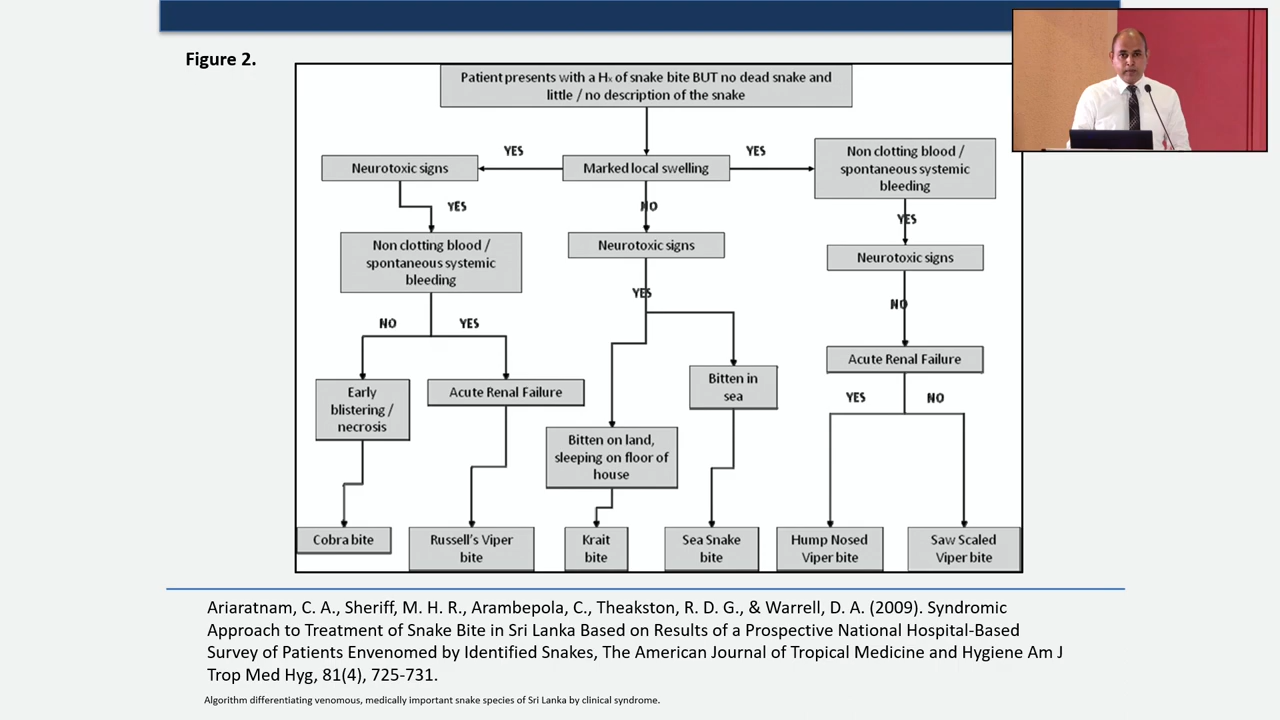 Figure 2.
Patient presents with a Hx of snake bite BUT no dead snake and
little / no description of the snake
YES
YES
Neurotoxic signs
Marked local swelling
Non clotting blood /
spontaneous systemic
bleeding
YES
NO
YES
Non clotting blood /
spontaneous systemic
bleeding
Neurotoxic signs
Neurotoxic signs
YES
NO
NO
YES
Acute Renal Failure
Early
blistering /
necrosis
Acute Renal Failure
Bitten in
sea
YES
NO
Bitten on land,
sleeping on floor of
house
Cobra bite
Russell's Viper
bite
Krait
bite
Sea Snake
bite
Hump Nosed
Viper bite
Saw Scaled
Viper bite
Ariaratnam, C. A., Sheriff, M. H. R., Arambepola, C., Theakston, R. D. G., & Warrell, D. A. (2009). Syndromic
Approach to Treatment of Snake Bite in Sri Lanka Based on Results of a Prospective National Hospital-Based
Survey of Patients Envenomed by Identified Snakes, The American Journal of Tropical Medicine and Hygiene Am J
Trop Med Hyg, 81(4), 725-731.
Algorithm differentiating venomous, medically important snake species of Sri Lanka by clinical syndrome.